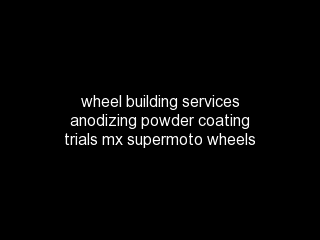 wheel building services
anodizing powder coating
trials mx supermoto wheels